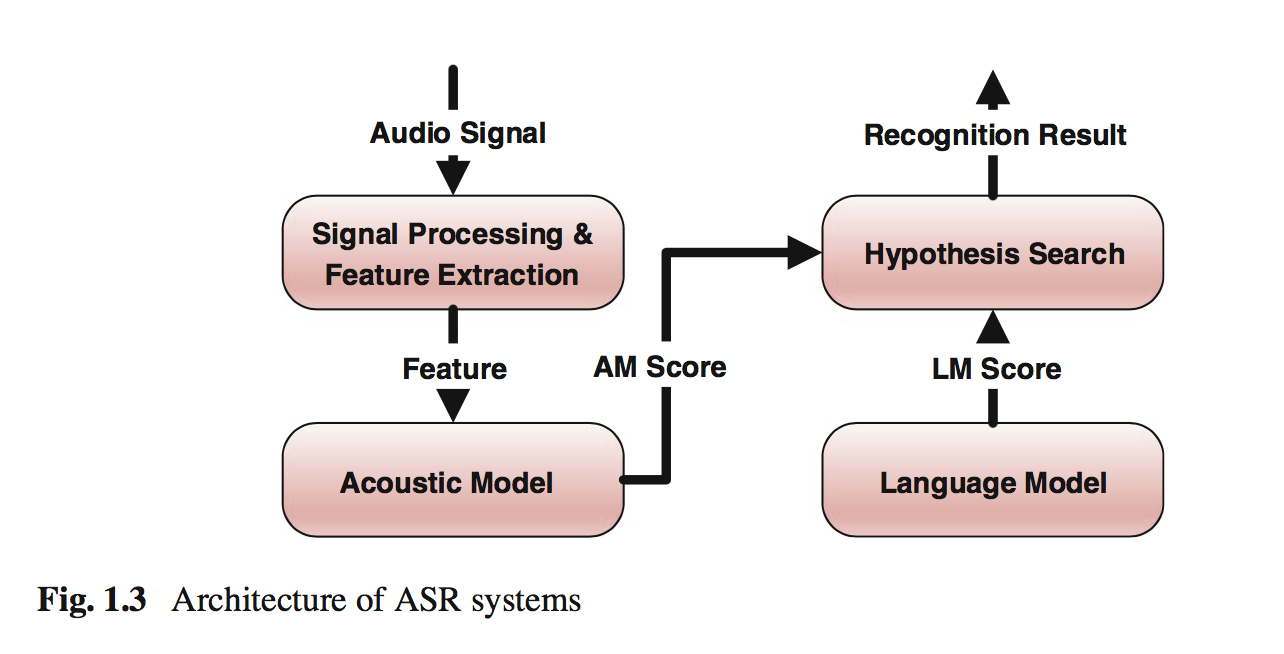 Audio Signal
Recognition Result
Signal Processing &
Feature Extraction
Hypothesis Search
Feature
AM Score
LM Score
Acoustic Model
Language Model
Fig. 1.3 Architecture of ASR systems